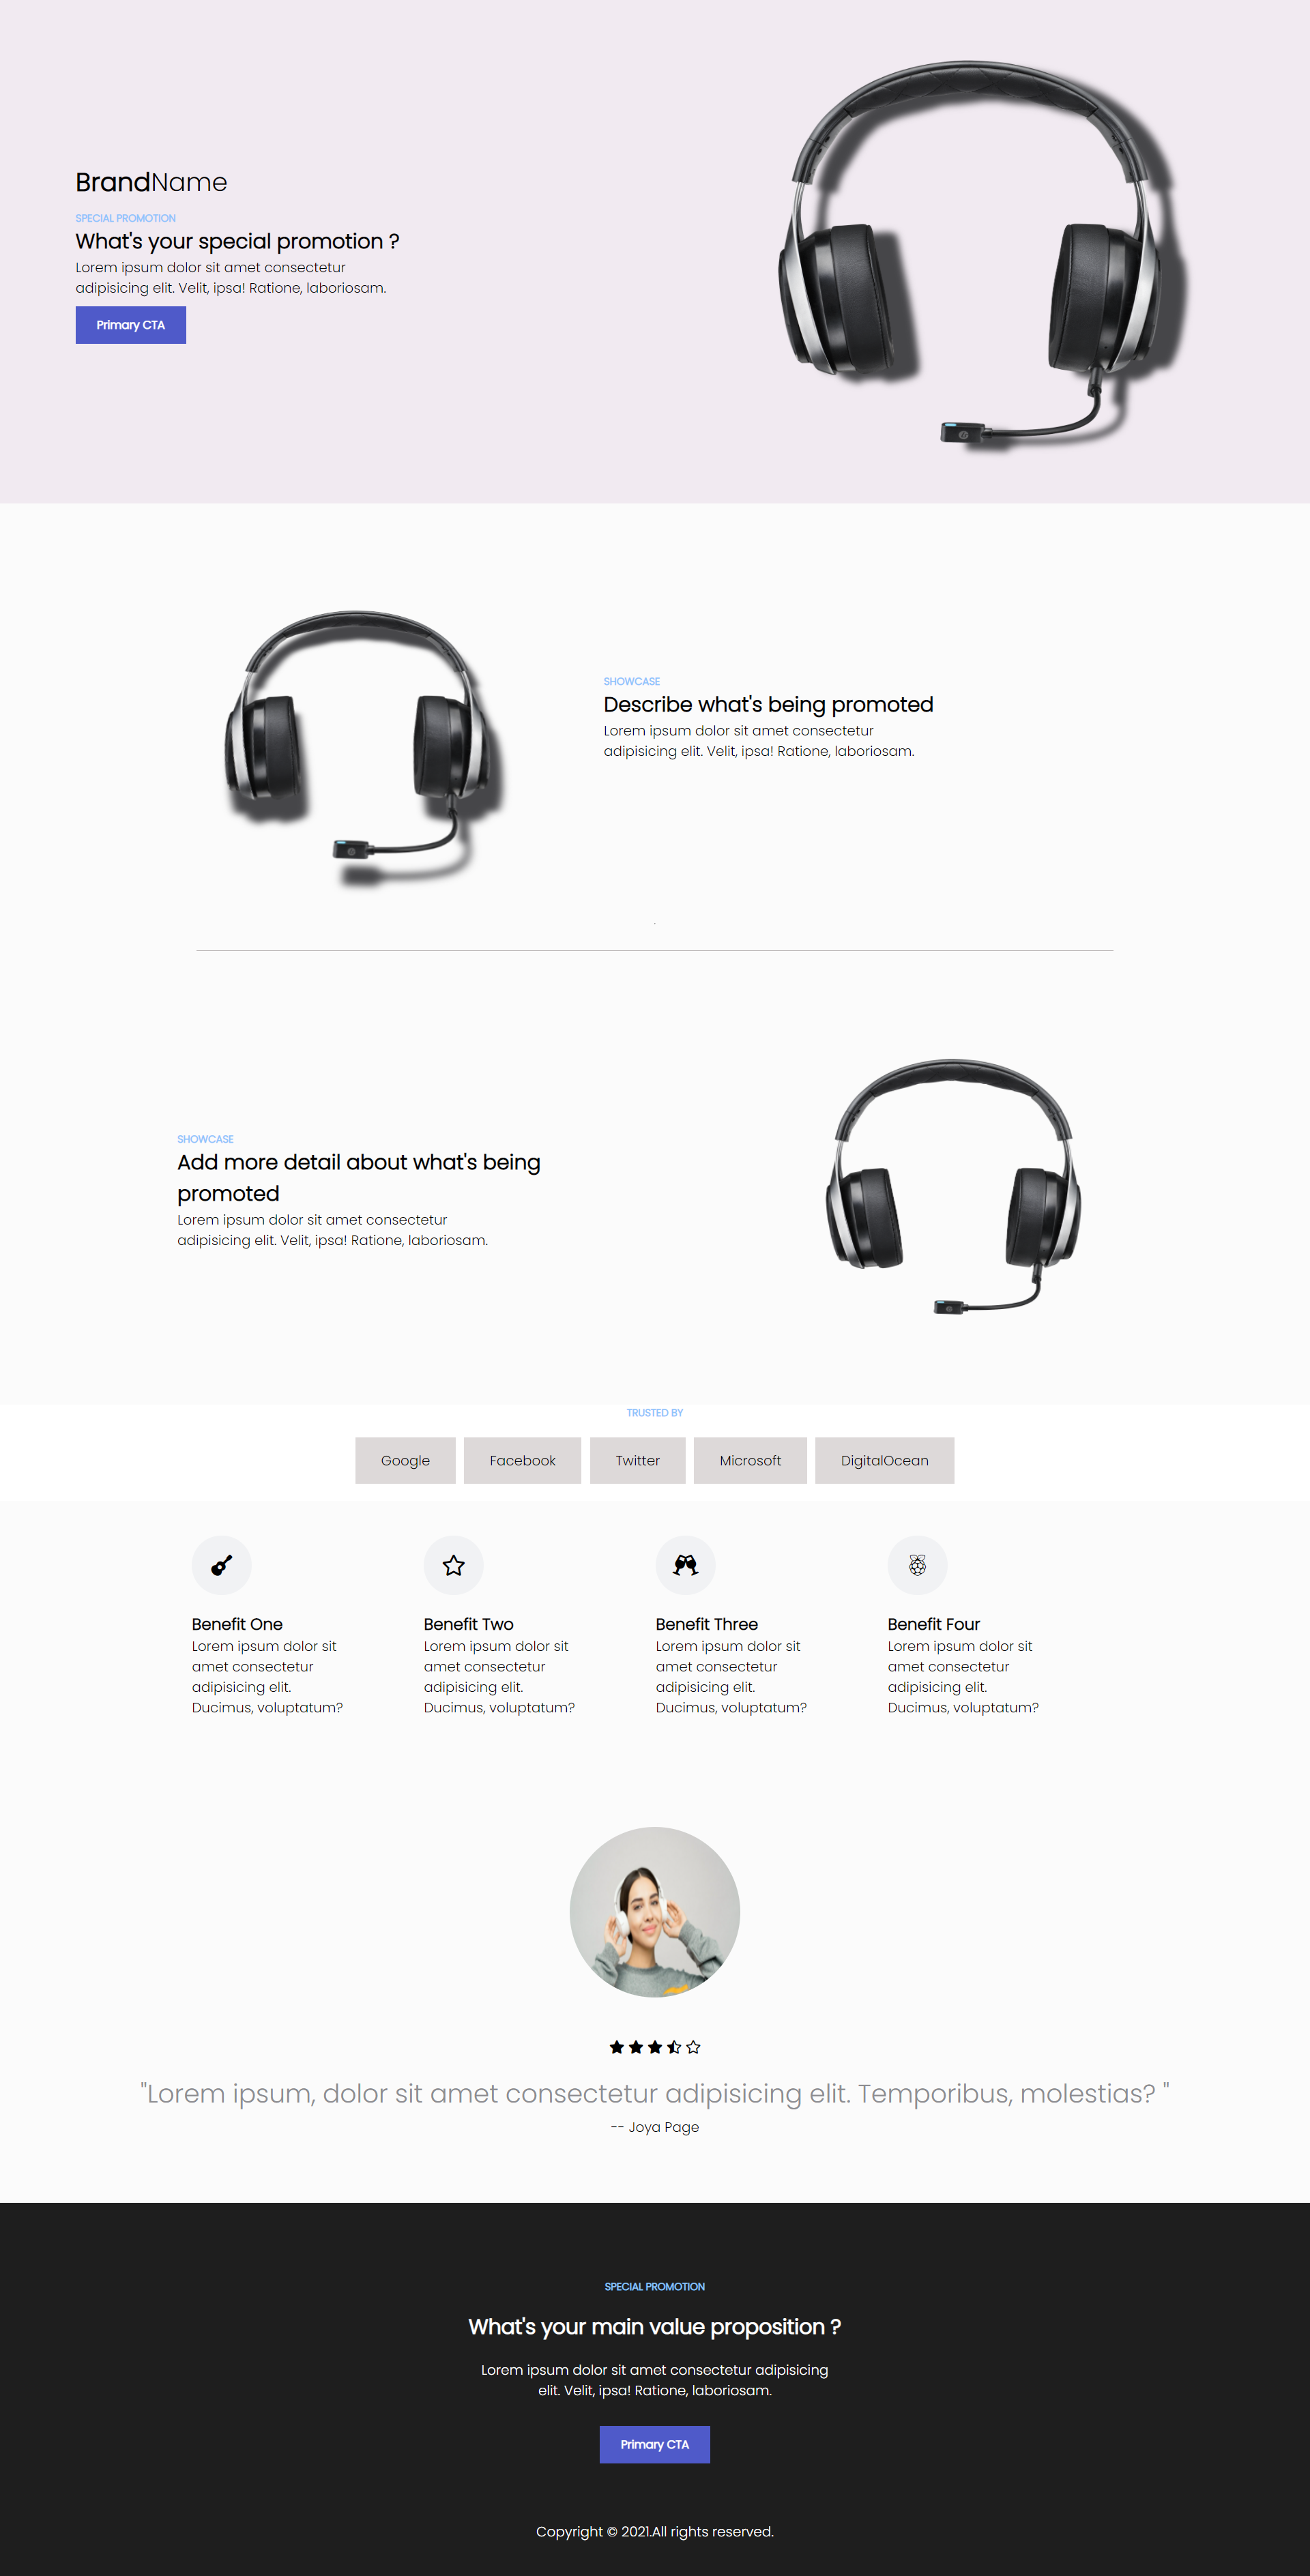 BrandName
SPECIAL PROMOTION
What's your special promotion ?
Lorem ipsum dolor sit amet consectetur
adipisicing elit. Velit, ipsa! Ratione, laboriosam.
Primary CTA
SHOWCASE
Describe what's being promoted
Lorem ipsum dolor sit amet consectetur
adipisicing elit. Velit, ipsa! Ratione, laboriosam.
SHOWCASE
Add more detail about what's being
promoted
Lorem ipsum dolor sit amet consectetur
adipisicing elit. Velit, ipsa! Ratione, laboriosam.
TRUSTED BY
Google
Facebook
Twitter
Microsoft
DigitalOcean
Benefit One
Lorem ipsum dolor sit
amet consectetur
adipisicing elit.
Ducimus, voluptatum?
Benefit Two
Lorem ipsum dolor sit
amet consectetur
adipisicing elit.
Ducimus, voluptatum?
Benefit Three
Lorem ipsum dolor sit
amet consectetur
adipisicing elit.
Ducimus, voluptatum?
Benefit Four
Lorem ipsum dolor sit
amet consectetur
adipisicing elit.
Ducimus, voluptatum?
"Lorem ipsum, dolor sit amet consectetur adipisicing elit. Temporibus, molestias? "
-- Joya Page
SPECIAL PROMOTION
What's your main value proposition ?
Lorem ipsum dolor sit amet consectetur adipisicing
elit. Velit, ipsa! Ratione, laboriosam.
Primary CTA
Copyright © 2021.All rights reserved.